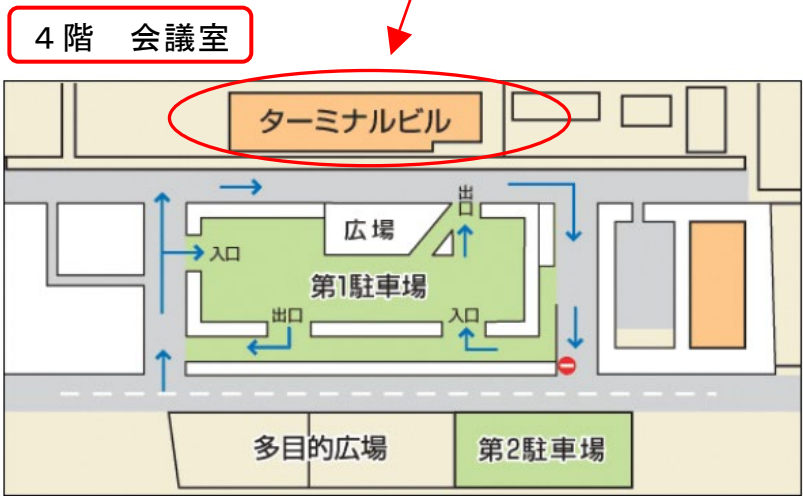 ４階　会議室
ターミナルビル
出口
広場
入口
第1駐車場
出口
入口
多目的広場
第2駐車場